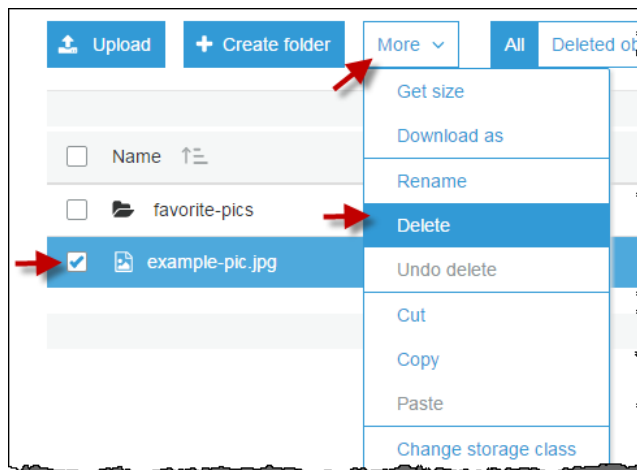 Upload
Create folder
More
All
Deleted
Get size
Download as
Name
Rename
favorite-pics
Delete
example-pic.jpg
Undo delete
Cut
Copy
Paste
Change storage class